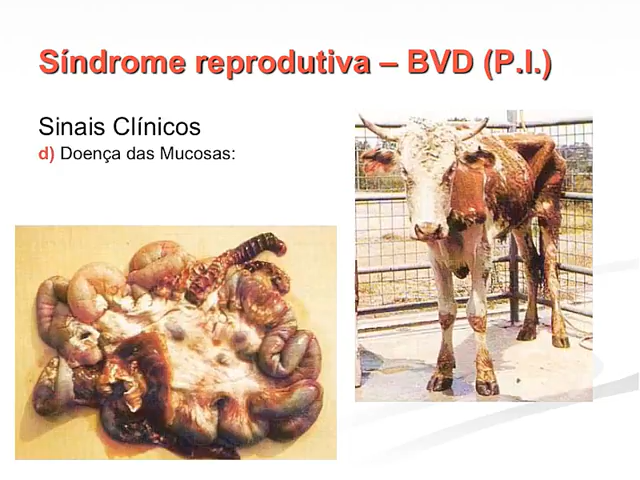 Síndrome reprodutiva – BVD (P.I.)
Sinais Clínicos
d) Doença das Mucosas: